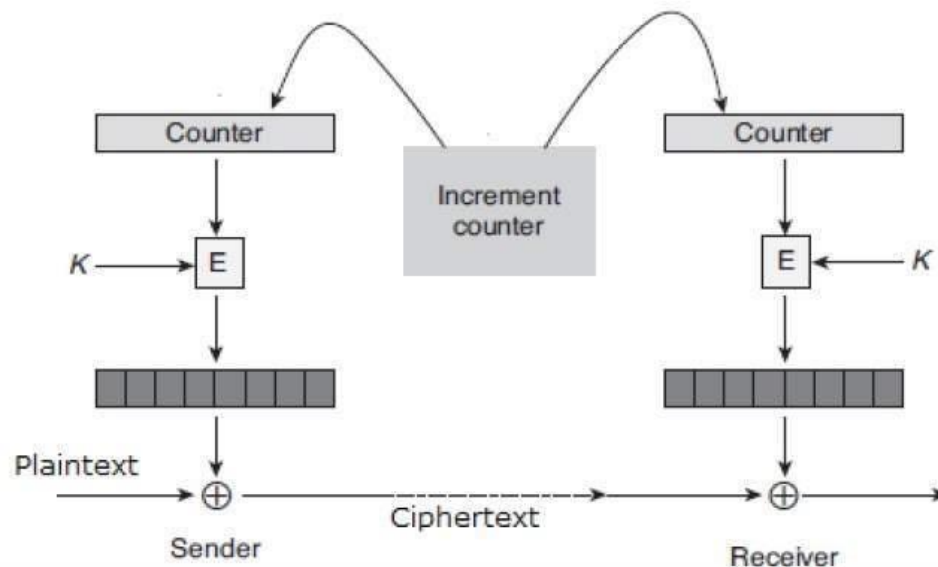 Counter
Counter
Increment
counter
K
E
E
K
Plaintext
Ciphertext
Sender
Receiver